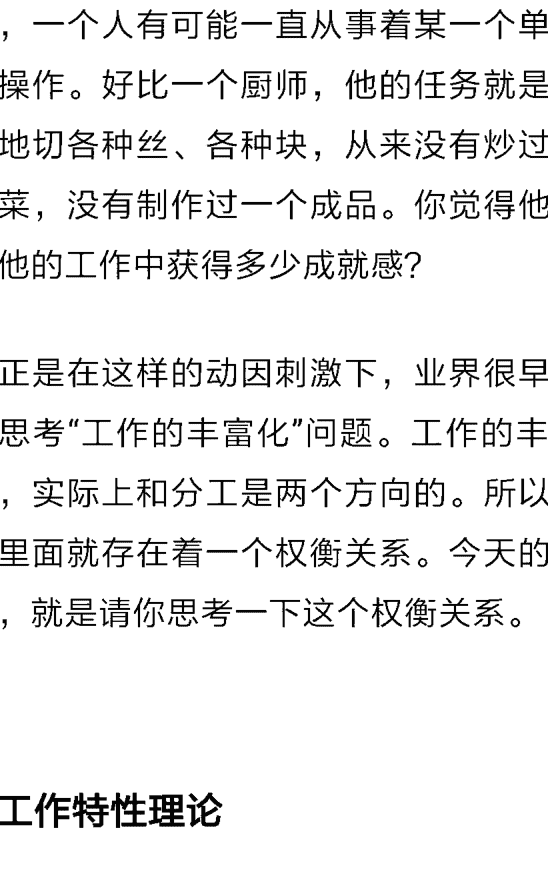 ，一个人有可能一直从事着某一个单
操作。好比一个厨师，他的任务就是
地切各种丝、各种块，从来没有炒过
菜，没有制作过一个成品。你觉得他
他的工作中获得多少成就感？
正是在这样的动因刺激下，业界很早
思考“工作的丰富化”问题。工作的丰
，实际上和分工是两个方向的。所以
里面就存在着一个权衡关系。今天的
，就是请你思考一下这个权衡关系。
工作特性理论